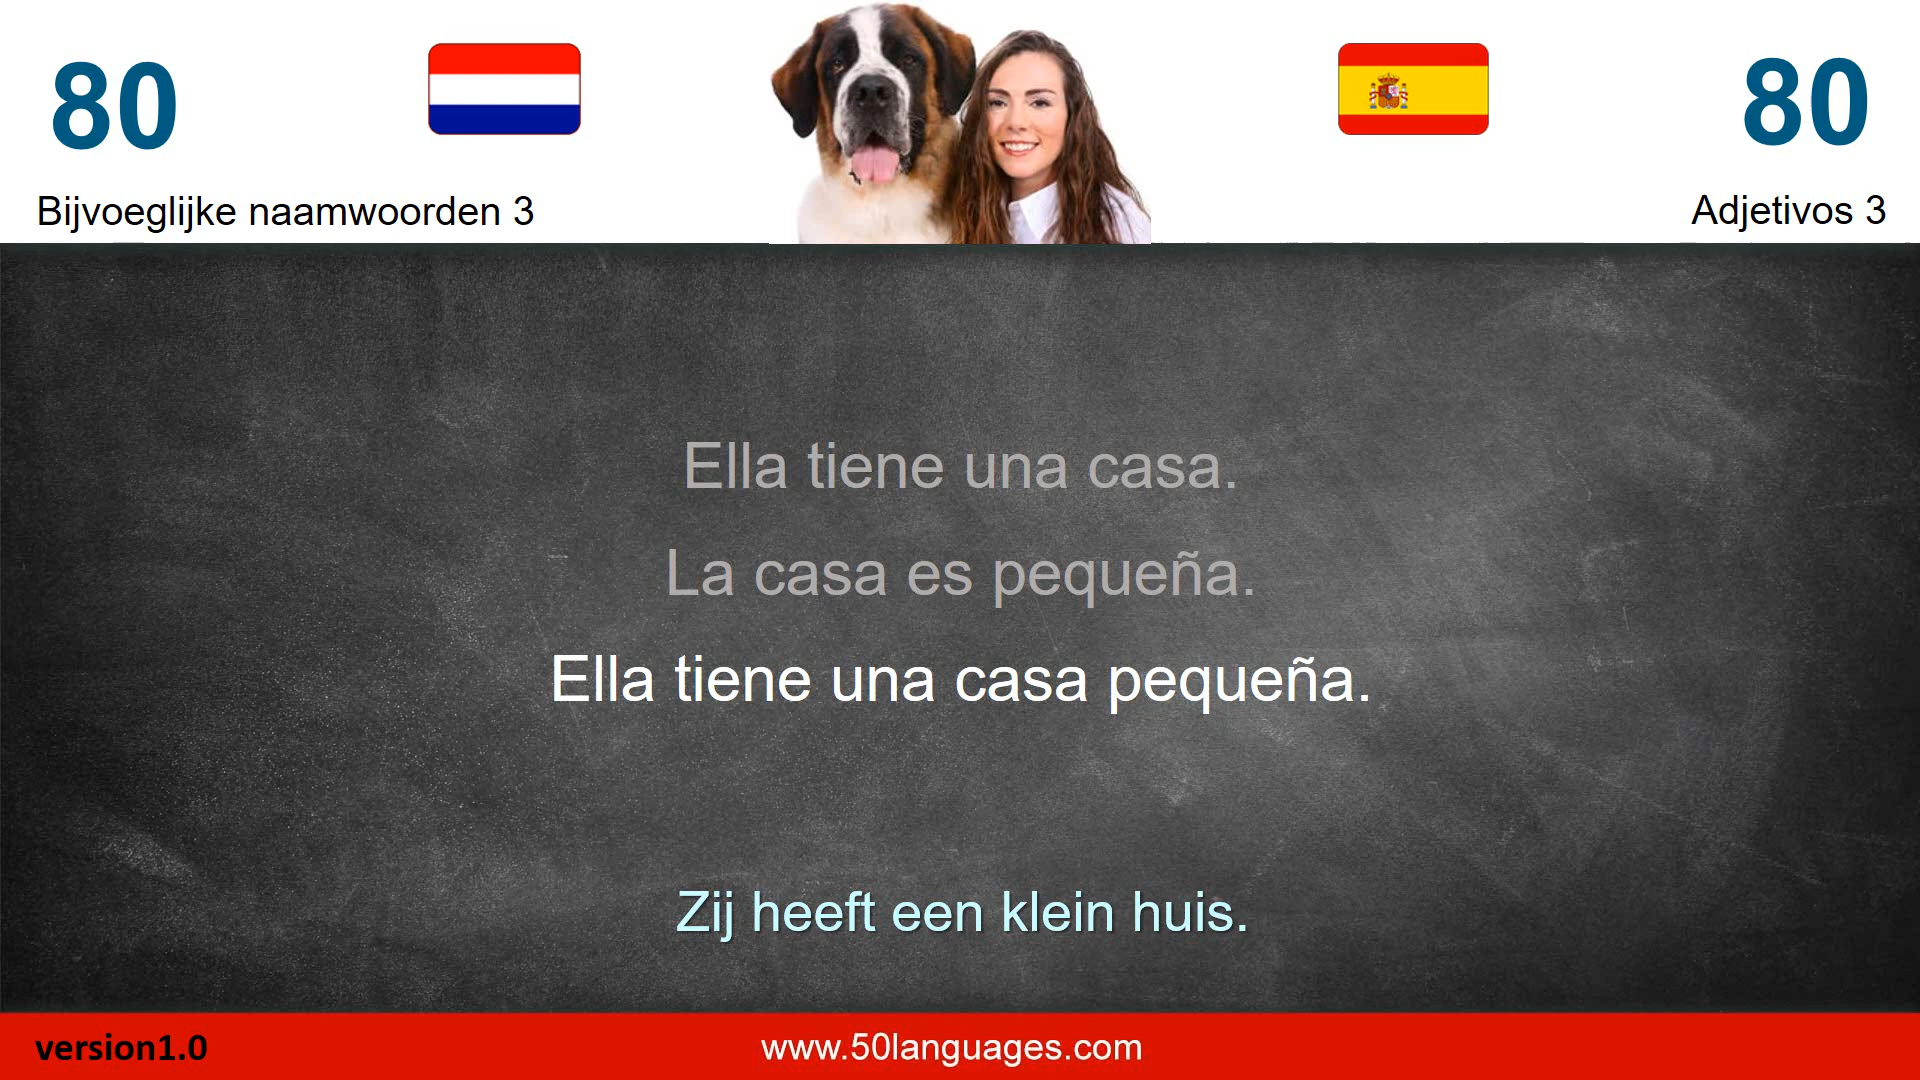 80
80
Bijvoeglijke naamwoorden 3
Adjetivos 3
Ella tiene una casa.
La casa es pequeña.
Ella tiene una casa pequeña.
Zij heeft een klein huis.
version1.0
www.50languages.com